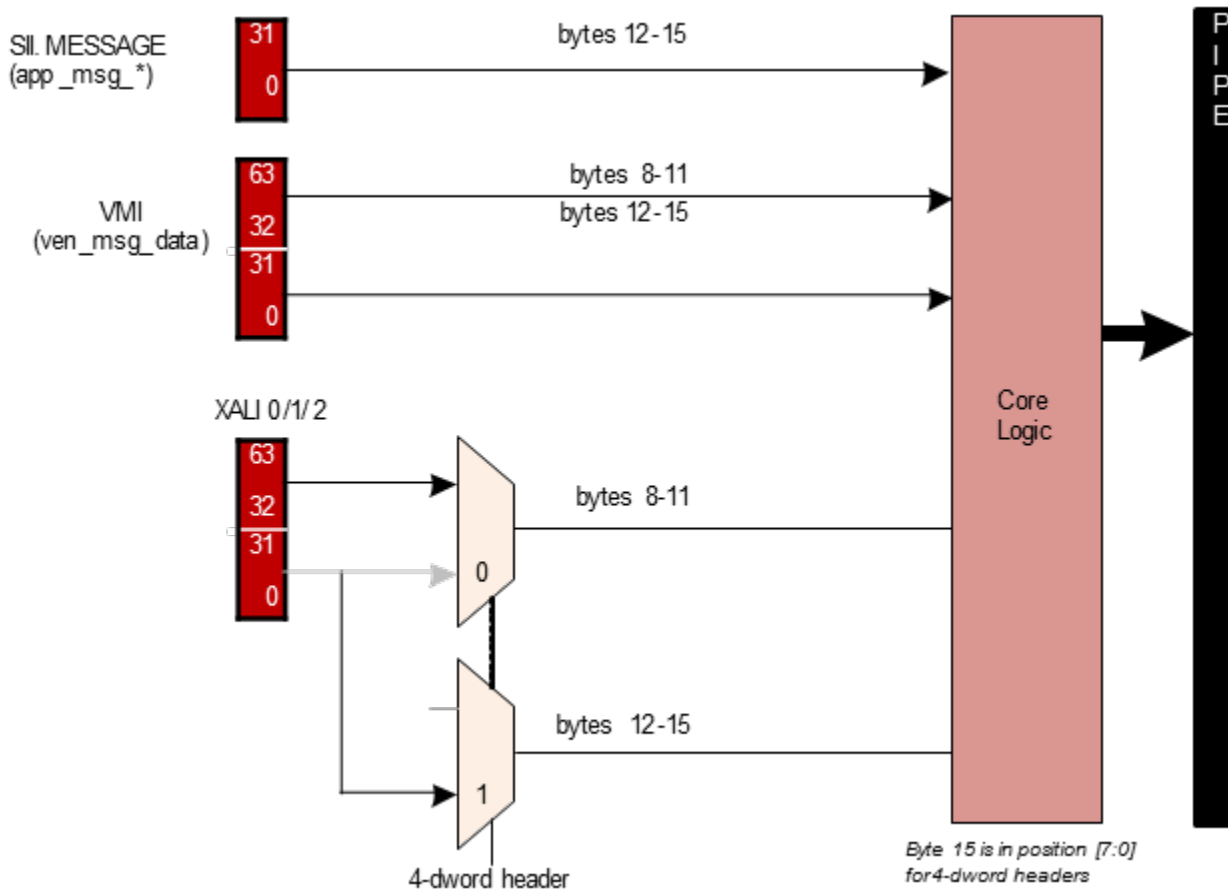 SII. MESSAGE
(app _msg_*)
31
0
bytes 12-15
VMI
(ven_msg_data)
63
32
31
0
bytes 8-11
bytes 12-15
XALI 0/1/2
63
32
31
0
0
1
bytes 8-11
bytes 12-15
4-dword header
Core
Logic
Byte 15 is in position [7:0]
for4-dword headers
P
I
P
E